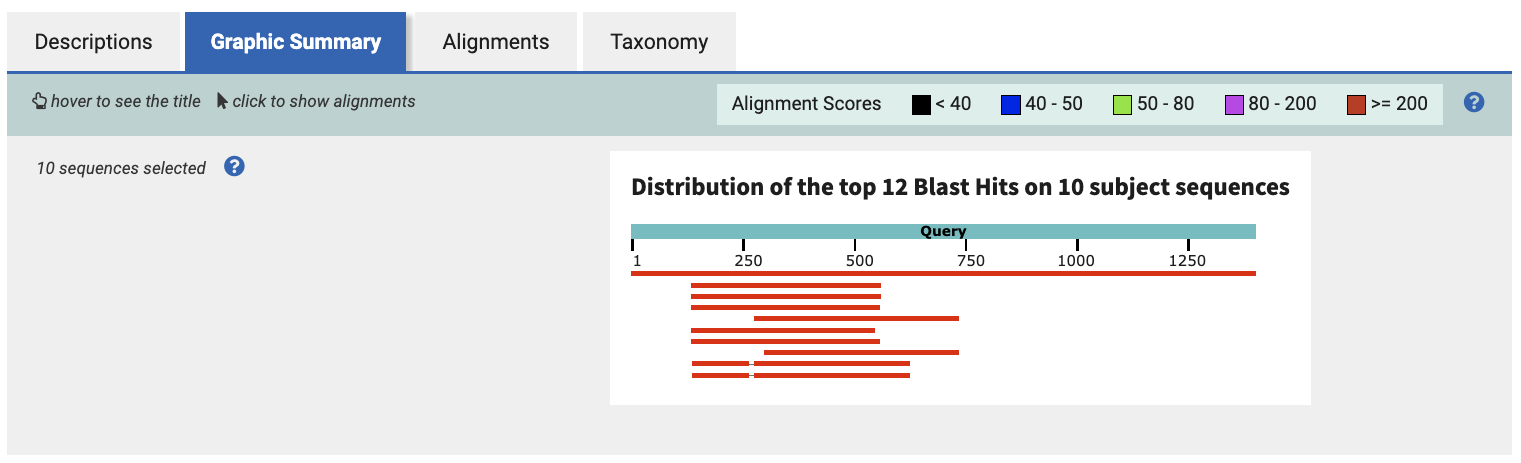 Descriptions Graphic Summary Alignments Taxonomy
hover to see the title click to show alignments Alignment Scores < 40 40 - 50 50 - 80 80 - 200 >= 200 ?
10 sequences selected ?
Distribution of the top 12 Blast Hits on 10 subject sequences
Query
1 250 500 750 1000 1250